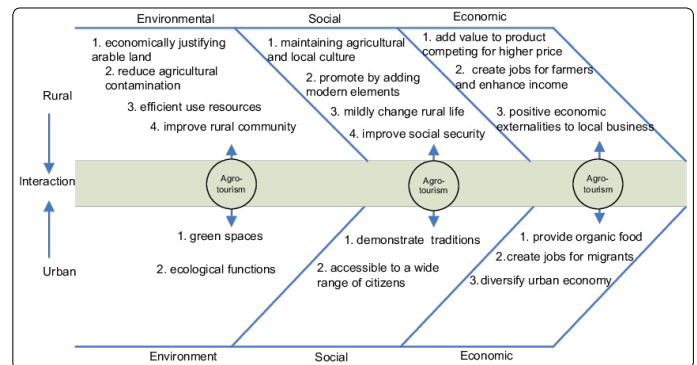 Environmental
Social
Economic
1. economically justifying
arable land
2. reduce agricultural
contamination
3. efficient use resources
4. improve rural community
1. maintaining agricultural
and local culture
2. promote by adding
modern elements
3. mildly change rural life
4. improve social security
1. add value to product
competing for higher price
2. create jobs for farmers
and enhance income
3. positive economic
externalities to local business
Rural
Interaction
Urban
Agro-
tourism
Agro-
tourism
Agro-
tourism
1. green spaces
2. ecological functions
1. demonstrate traditions
2. accessible to a wide
range of citizens
1. provide organic food
2.create jobs for migrants
3.diversify urban economy
Environment
Social
Economic